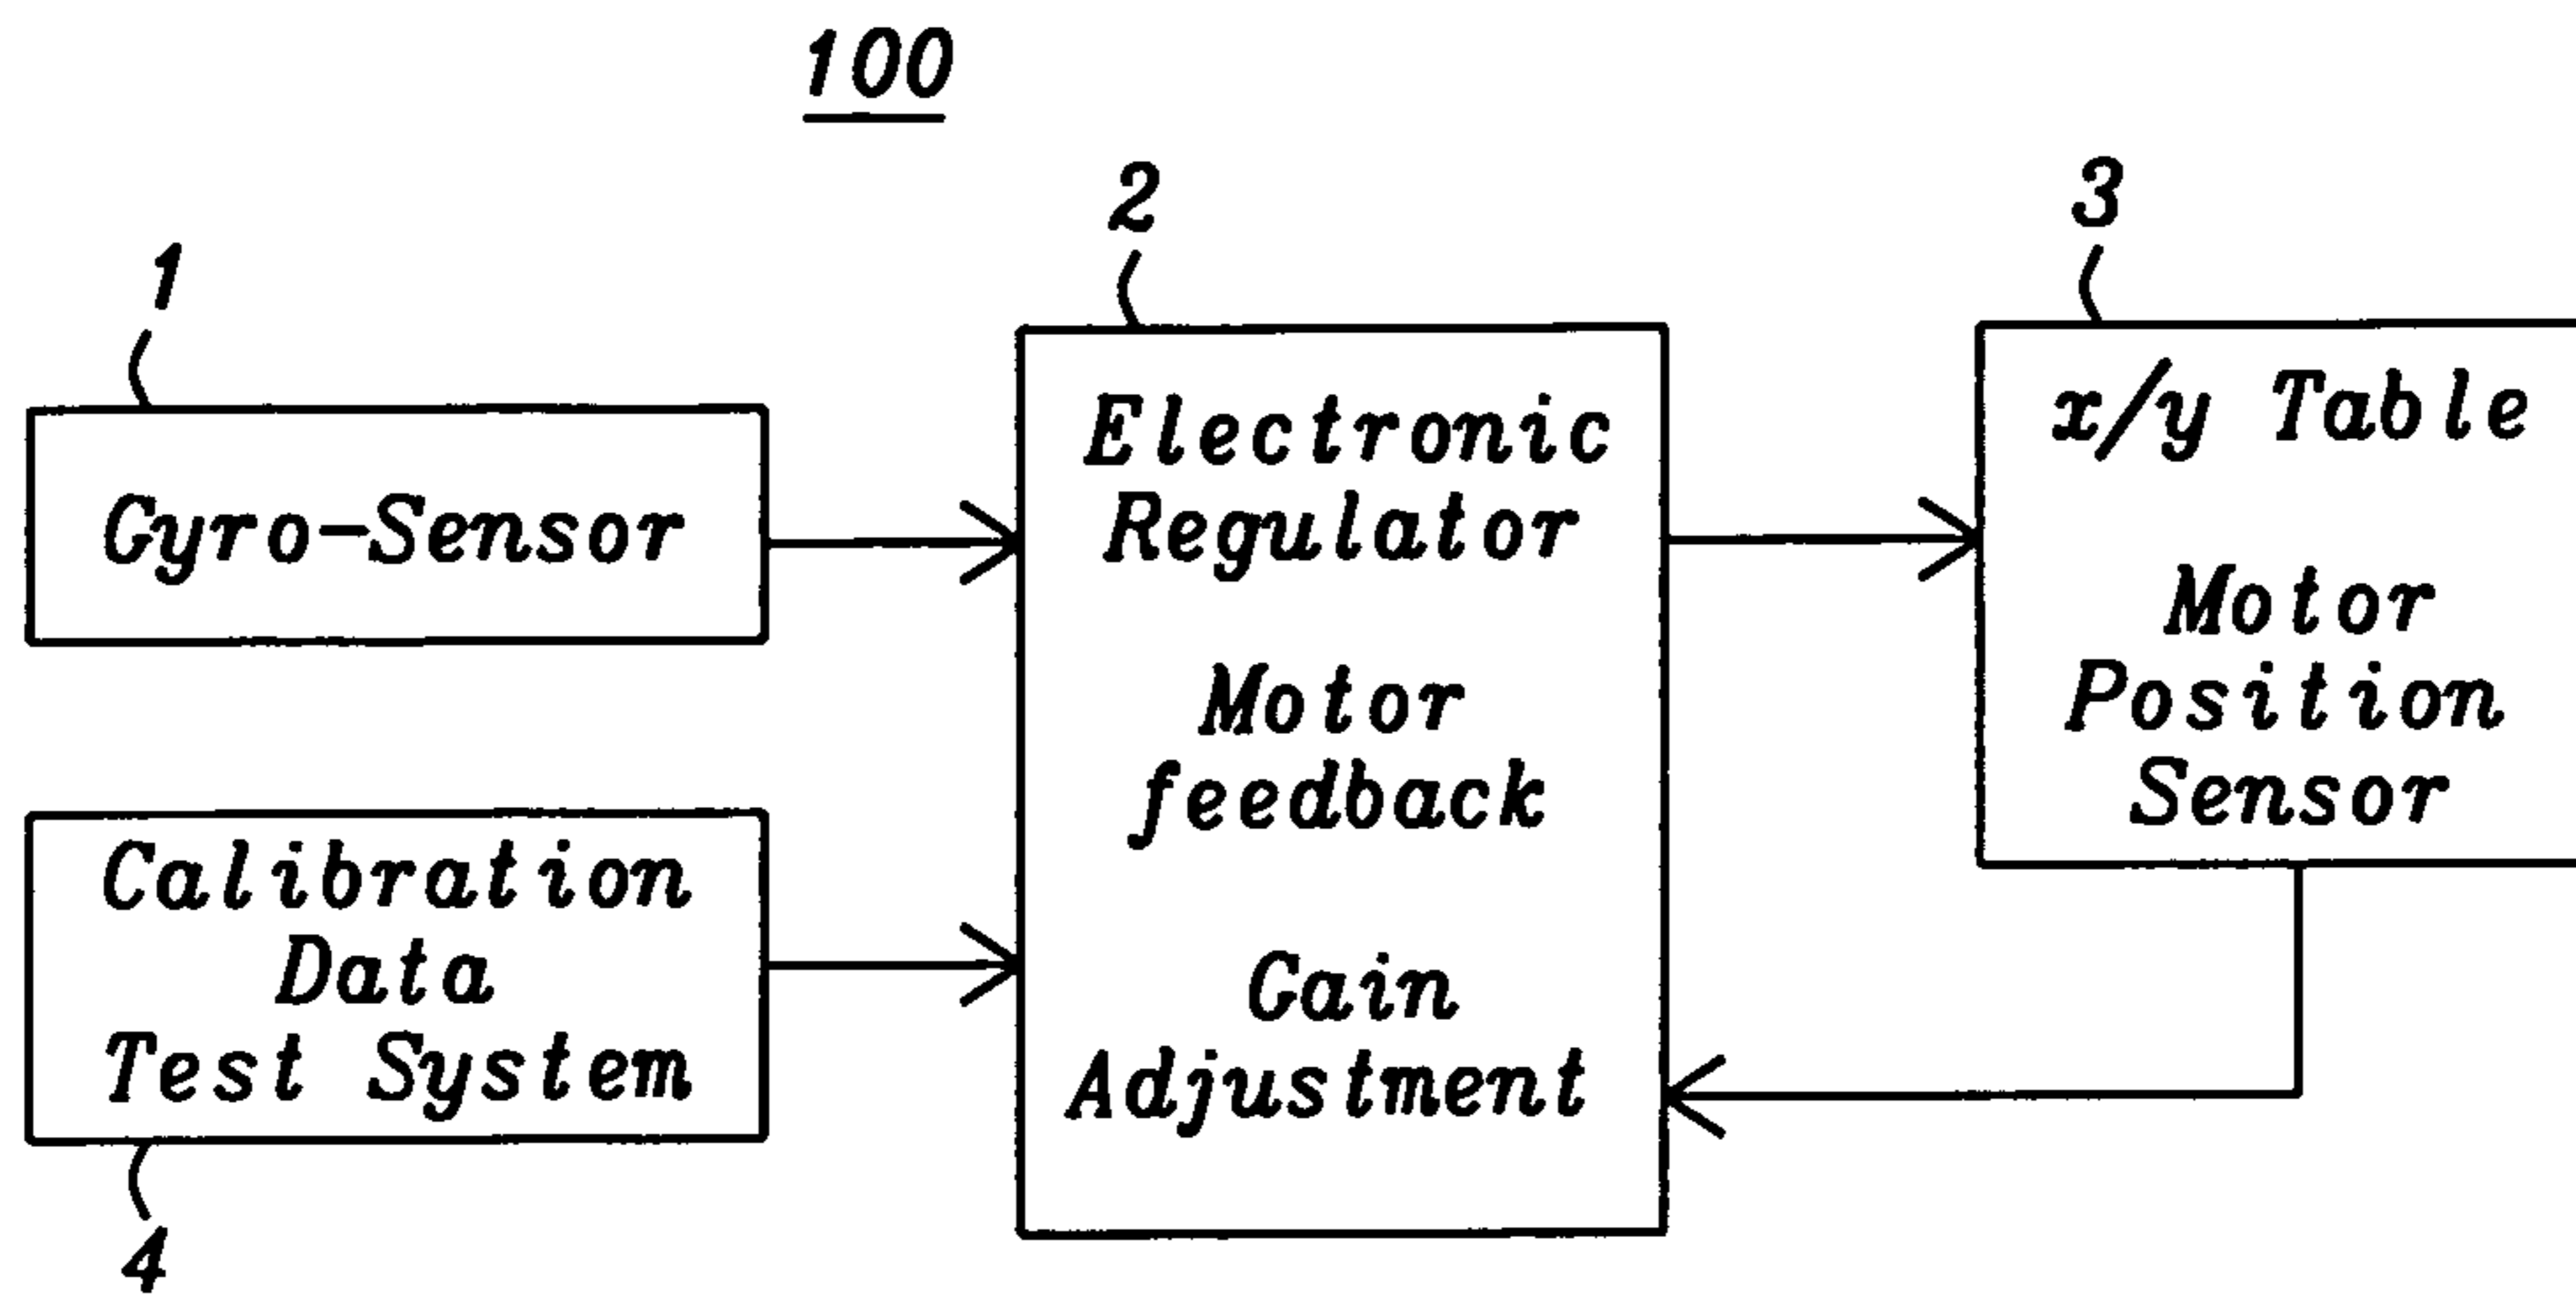 100
1
Gyro-Sensor
2
Electronic
Regulator
Motor
feedback
Gain
Adjustment
3
x/y Table
Motor
Position
Sensor
Calibration
Data
Test System
4